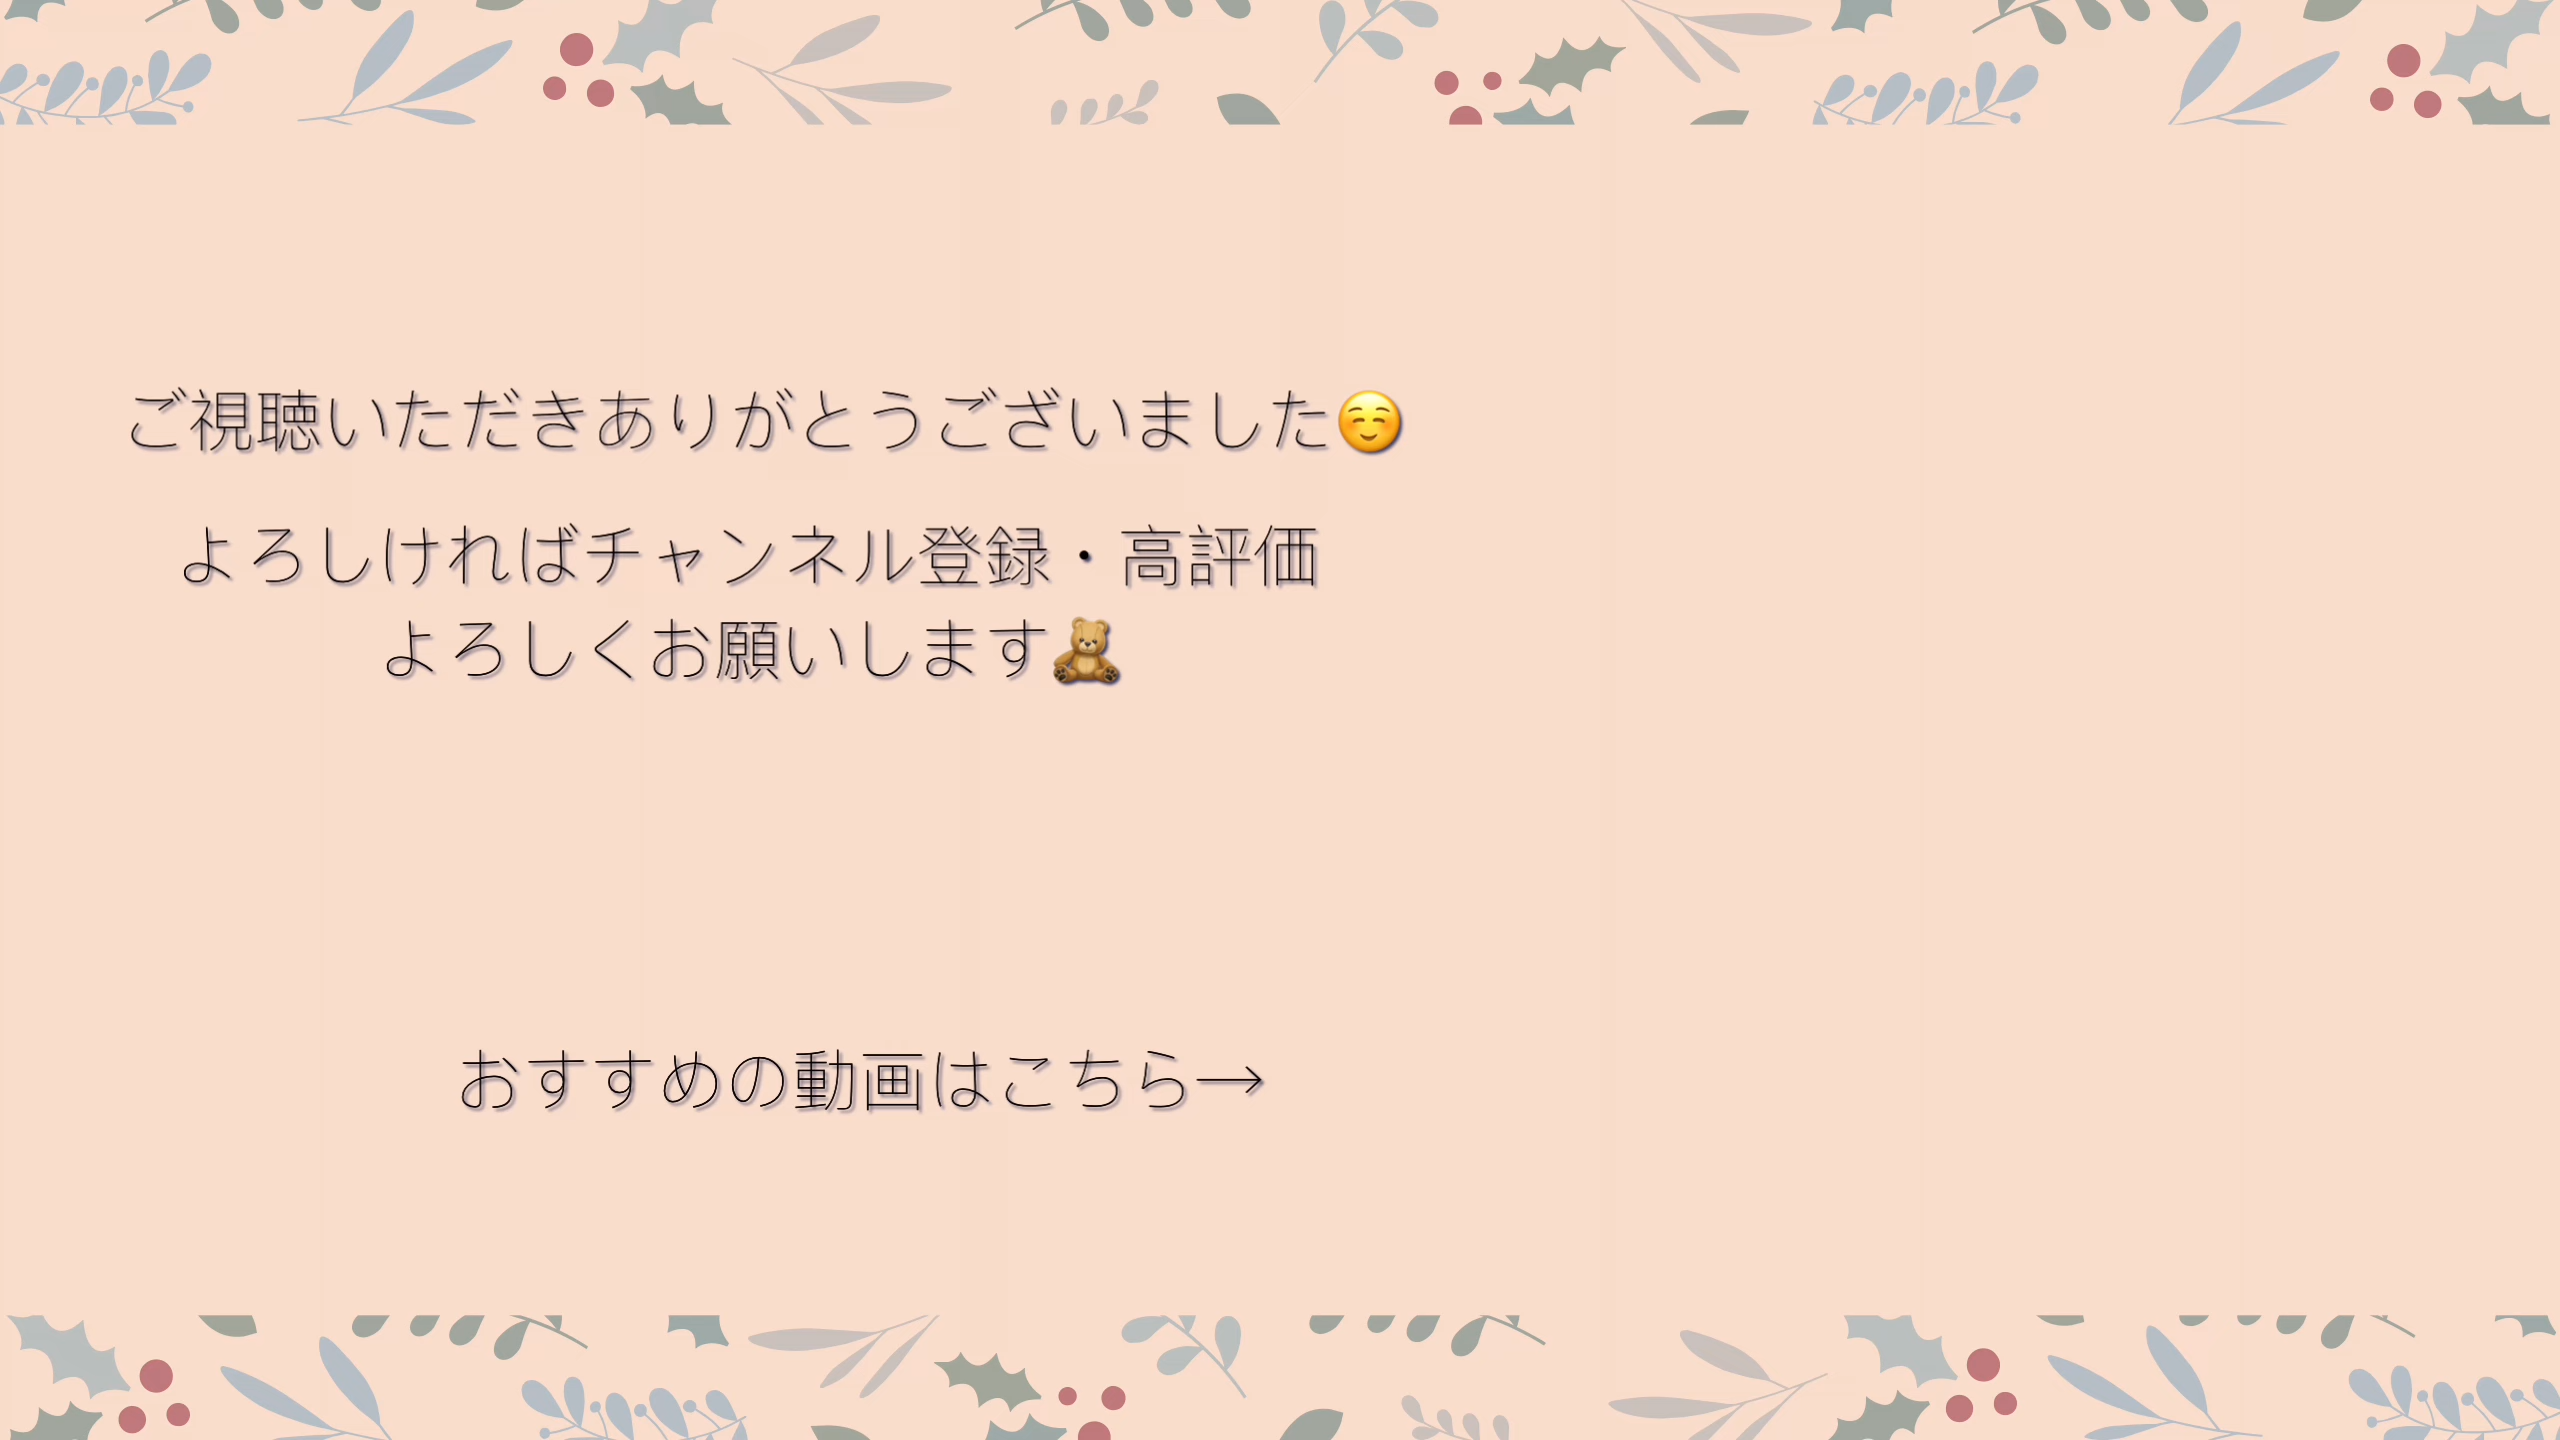 ご視聴いただきありがとうございました☺️
よろしければチャンネル登録・高評価
よろしくお願いします🧸
おすすめの動画はこちら→